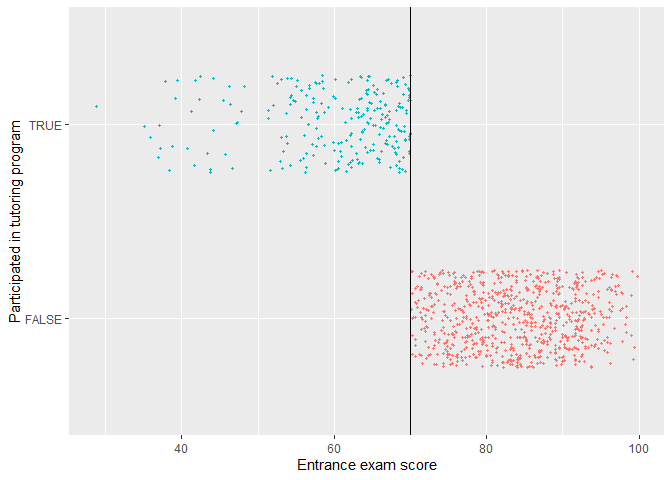 TRUE
FALSE
Participated in tutoring program
40
60
80
100
Entrance exam score